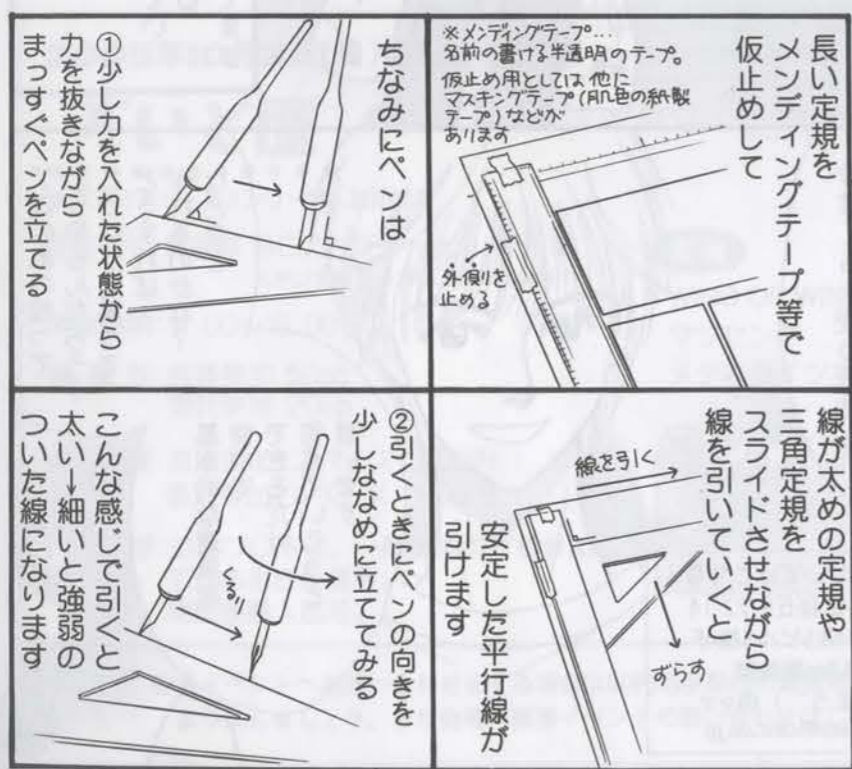 長い定規を
メンディングテープ等で
仮止めして
※メンディングテープ…
名前の書ける半透明のテープ。
仮止め用としては他に
マスキングテープ(肌色の紙製
テープ)などが
あります
外側りを
止める
線が太めの定規や
三角定規を
スライドさせながら
線を引いていくと
線を引く
ずらす
安定した平行線が
引けます
ちなみにペンは
①少し力を入れた状態から
力を抜きながら
まっすぐペンを立てる
②引くときにペンの向きを
少しななめに立ててみる
くるり
こんな感じで引くと
太い→細いと強弱の
ついた線になります